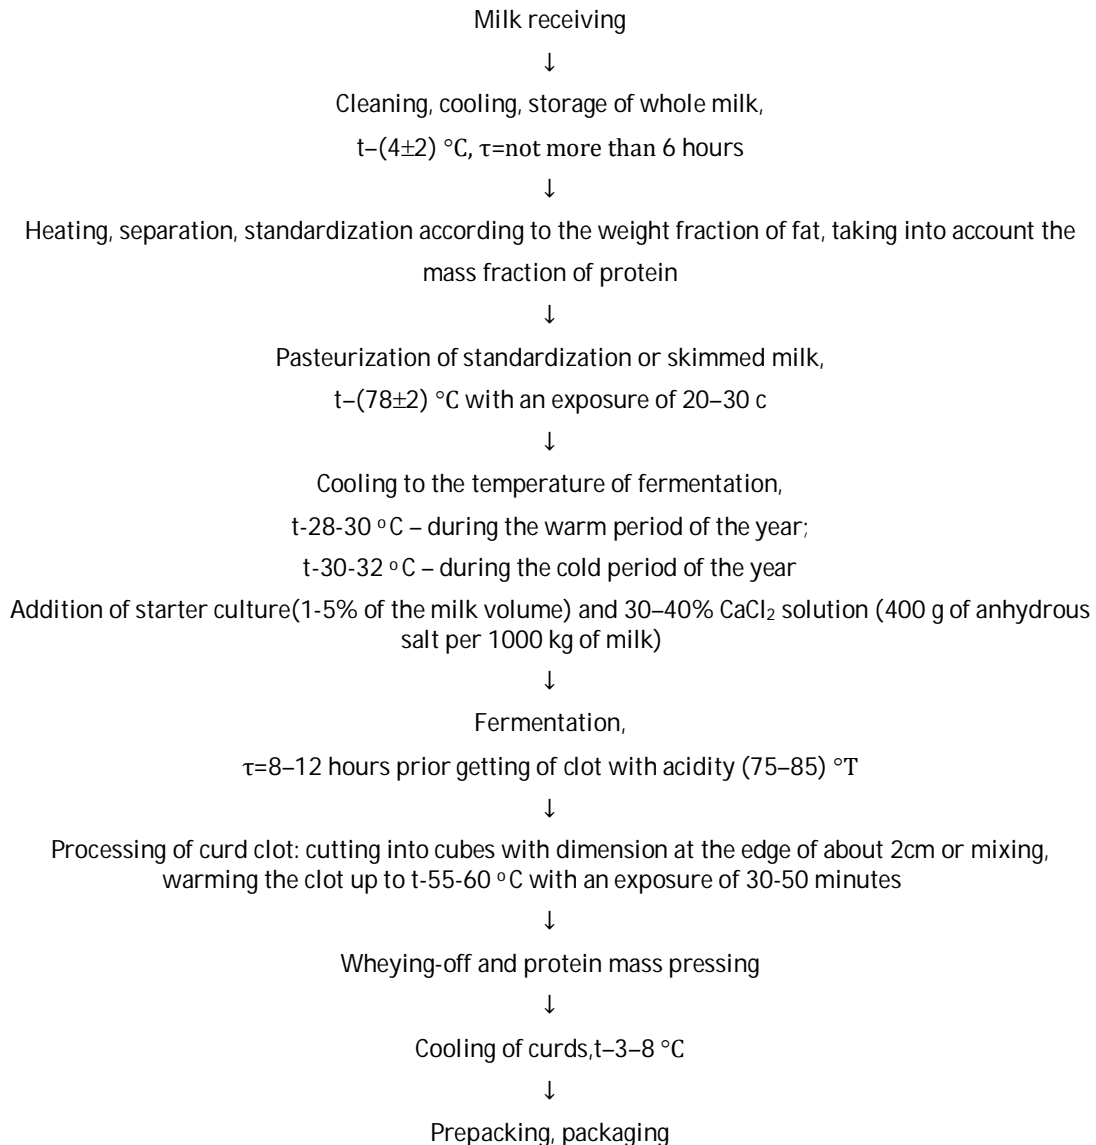 Milk receiving
↓
Cleaning, cooling, storage of whole milk,
t–(4±2) °C, τ=not more than 6 hours
↓
Heating, separation, standardization according to the weight fraction of fat, taking into account the
mass fraction of protein
↓
Pasteurization of standardization or skimmed milk,
t–(78±2) °C with an exposure of 20–30 c
↓
Cooling to the temperature of fermentation,
t-28-30 ºC – during the warm period of the year;
t-30-32 ºC – during the cold period of the year
Addition of starter culture(1-5% of the milk volume) and 30–40% CaCl₂ solution (400 g of anhydrous
salt per 1000 kg of milk)
↓
Fermentation,
τ=8–12 hours prior getting of clot with acidity (75–85) °T
↓
Processing of curd clot: cutting into cubes with dimension at the edge of about 2cm or mixing,
warming the clot up to t-55-60 ºC with an exposure of 30-50 minutes
↓
Wheying-off and protein mass pressing
↓
Cooling of curds,t–3–8 °C
↓
Prepacking, packaging